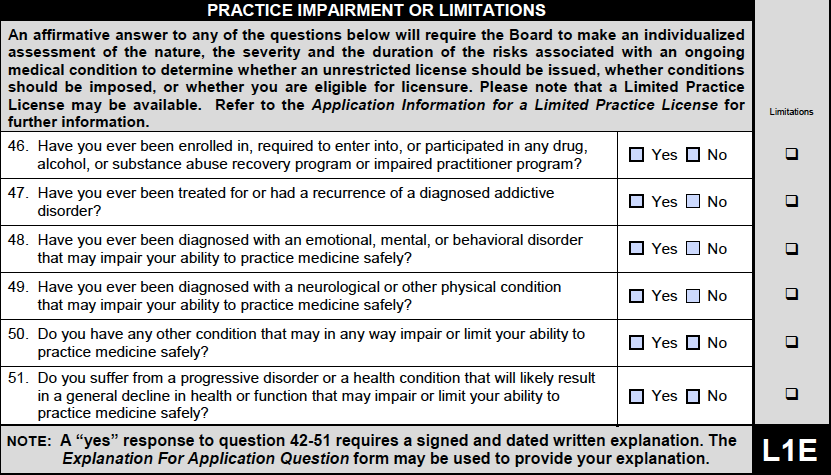 PRACTICE IMPAIRMENT OR LIMITATIONS
An affirmative answer to any of the questions below will require the Board to make an individualized
assessment of the nature, the severity and the duration of the risks associated with an ongoing
medical condition to determine whether an unrestricted license should be issued, whether conditions
should be imposed, or whether you are eligible for licensure. Please note that a Limited Practice
License may be available. Refer to the Application Information for a Limited Practice License for
further information.
Limitations
46. Have you ever been enrolled in, required to enter into, or participated in any drug,
alcohol, or substance abuse recovery program or impaired practitioner program?
Yes No
47. Have you ever been treated for or had a recurrence of a diagnosed addictive
disorder?
Yes No
48. Have you ever been diagnosed with an emotional, mental, or behavioral disorder
that may impair your ability to practice medicine safely?
Yes No
49. Have you ever been diagnosed with a neurological or other physical condition
that may impair your ability to practice medicine safely?
Yes No
50. Do you have any other condition that may in any way impair or limit your ability to
practice medicine safely?
Yes No
51. Do you suffer from a progressive disorder or a health condition that will likely result
in a general decline in health or function that may impair or limit your ability to
practice medicine safely?
Yes No
NOTE: A “yes” response to question 42-51 requires a signed and dated written explanation. The
Explanation For Application Question form may be used to provide your explanation.
L1E